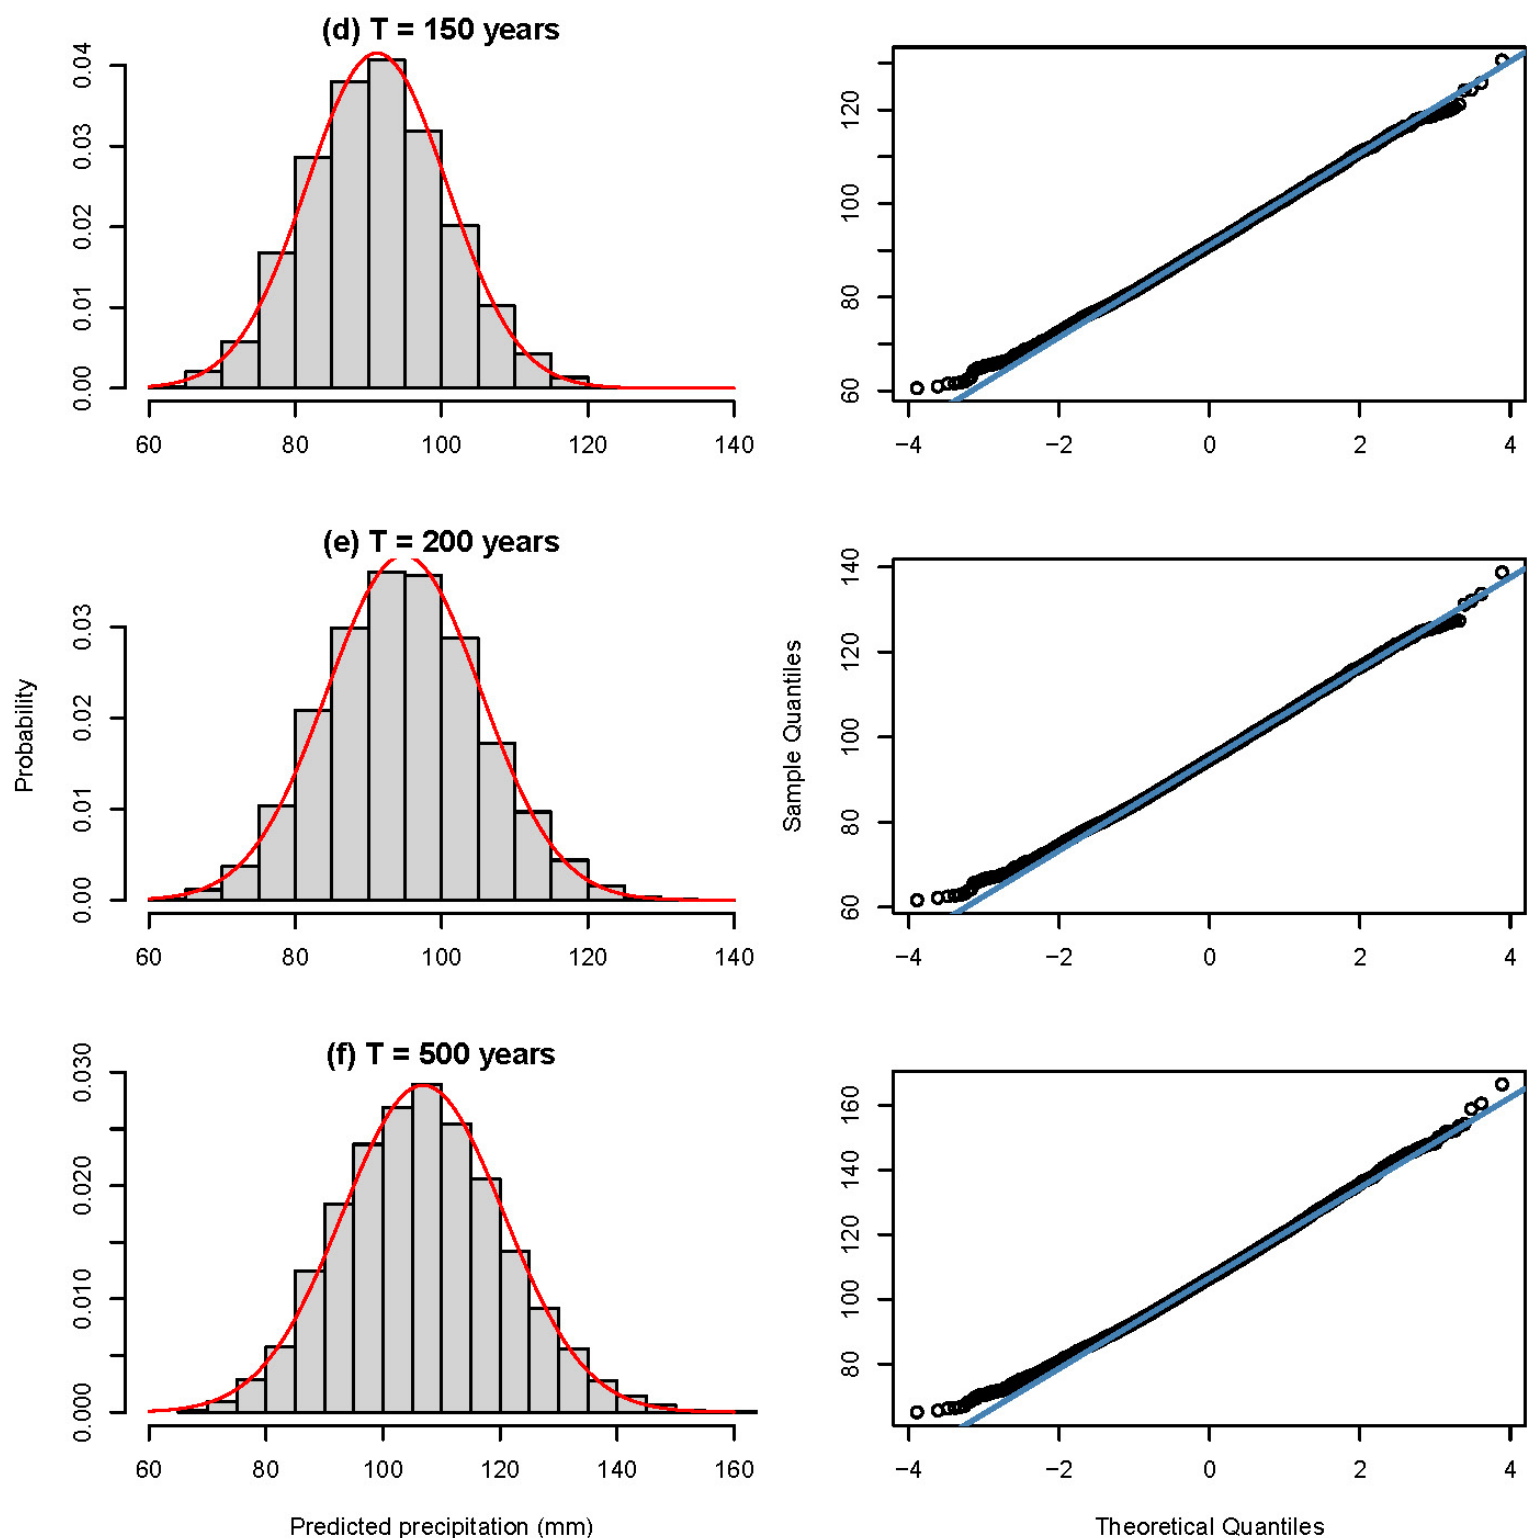 (d) T = 150 years
0.00 0.01 0.02 0.03 0.04
60 80 100 120 140
60 80 100 120
−4 −2 0 2 4
(e) T = 200 years
Probability
0.00 0.01 0.02 0.03
60 80 100 120 140
Sample Quantiles
60 80 100 120 140
−4 −2 0 2 4
(f) T = 500 years
0.000 0.010 0.020 0.030
60 80 100 120 140 160
80 100 120 140 160
−4 −2 0 2 4
Predicted precipitation (mm)
Theoretical Quantiles